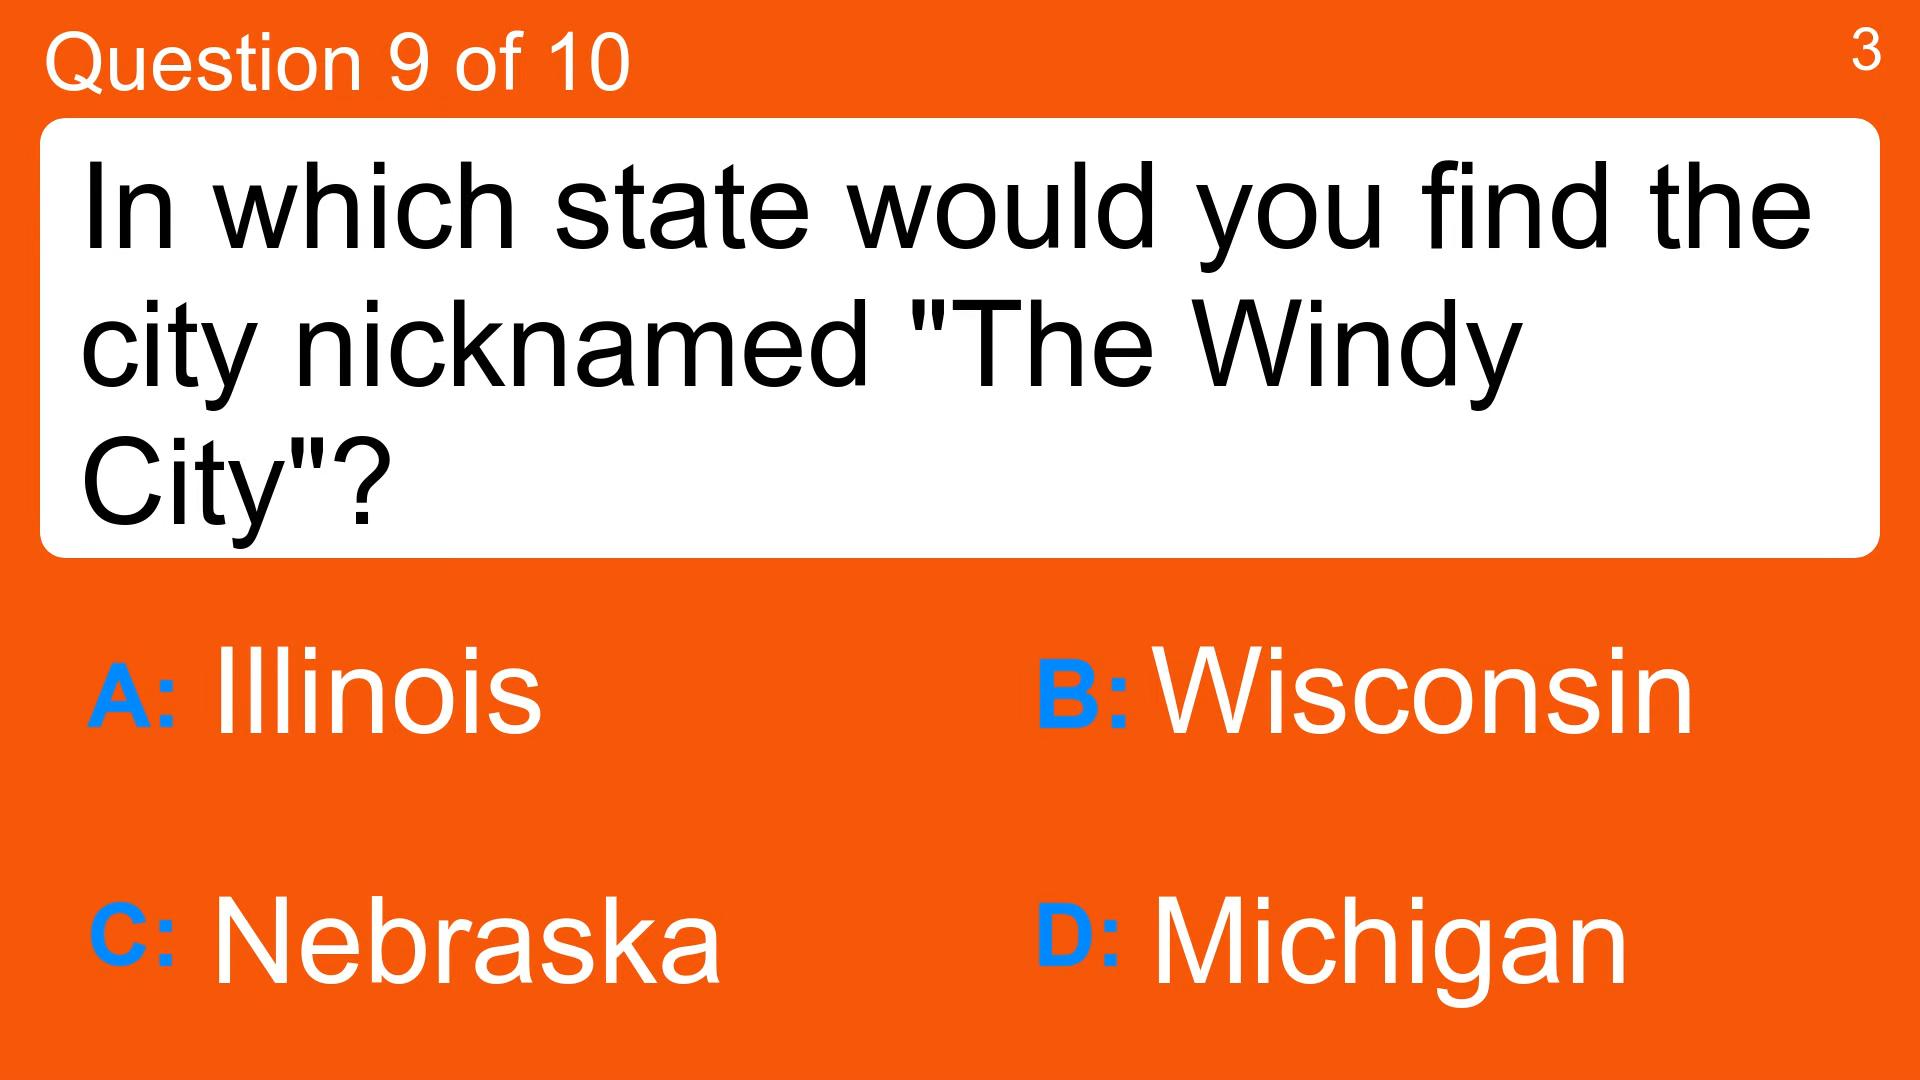 Question 9 of 10
3
In which state would you find the
city nicknamed "The Windy
City"?
A: Illinois
B: Wisconsin
C: Nebraska
D: Michigan